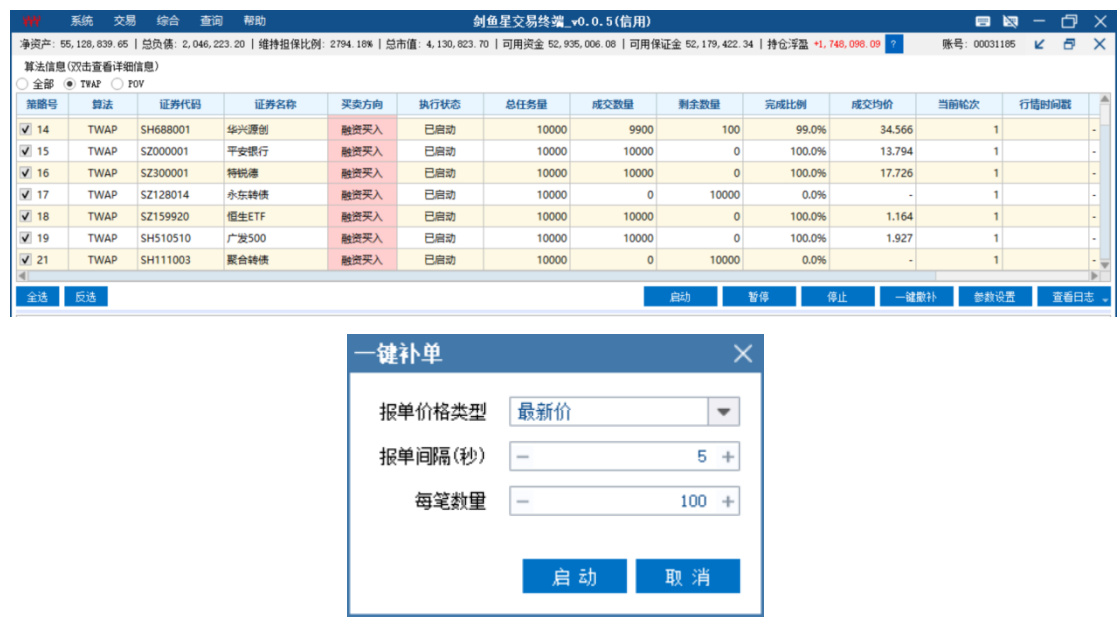 系统 交易 综合 查询 帮助 剑鱼星交易终端_v0.0.5(信用)
净资产: 55,128,839.65 | 总负债: 2,046,223.20 | 维持担保比例: 2794.18% | 总市值: 4,130,823.70 | 可用资金 52,935,006.08 | 可用保证金 52,179,422.34 | 持仓浮盈 +1,748,098.09 ? 账号: 00031185
算法信息(双击查看详细信息)
全部 TWAP POV
策略号 算法 证券代码 证券名称 买卖方向 执行状态 总任务量 成交数量 剩余数量 完成比例 成交均价 当前轮次 行情时间戳
14 TWAP SH688001 华兴源创 融资买入 已启动 10000 9900 100 99.0% 34.566 1 -
15 TWAP SZ000001 平安银行 融资买入 已启动 10000 10000 0 100.0% 13.794 1 -
16 TWAP SZ300001 特锐德 融资买入 已启动 10000 10000 0 100.0% 17.726 1 -
17 TWAP SZ128014 永东转债 融资买入 已启动 10000 0 10000 0.0% - 1 -
18 TWAP SZ159920 恒生ETF 融资买入 已启动 10000 10000 0 100.0% 1.164 1 -
19 TWAP SH510510 广发500 融资买入 已启动 10000 10000 0 100.0% 1.927 1 -
21 TWAP SH111003 聚合转债 融资买入 已启动 10000 0 10000 0.0% - 1 -
全选 反选 启动 暂停 停止 一键撤补 参数设置 查看日志
一键补单
报单价格类型 最新价
报单间隔(秒) − 5 +
每笔数量 − 100 +
启动 取消